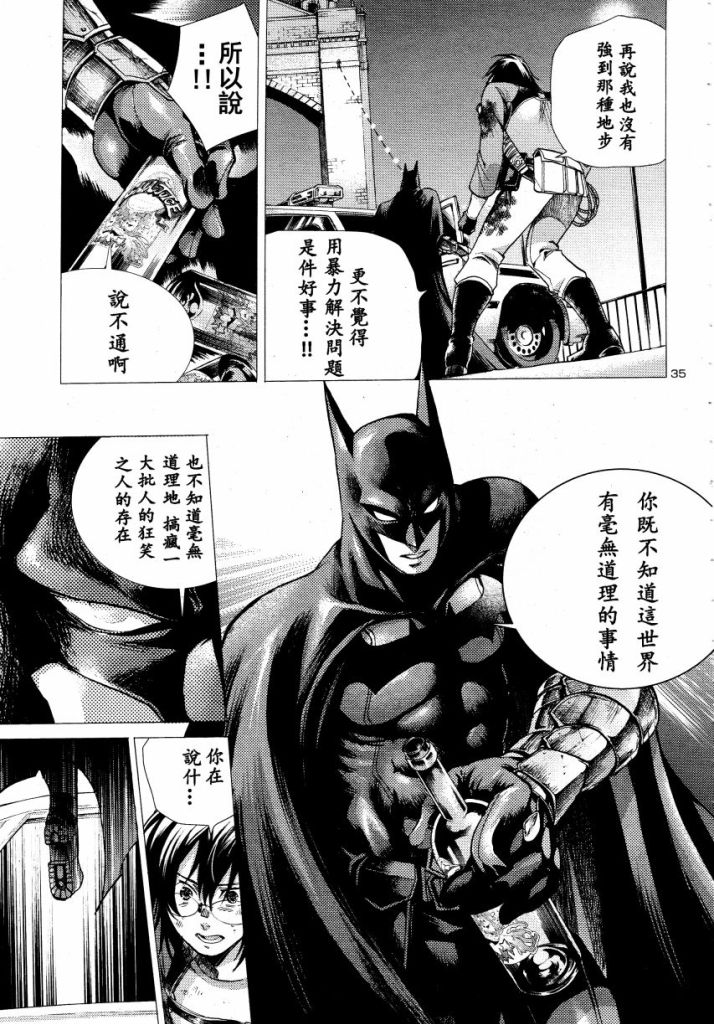 再說我也沒有
強到那種地步
更不覺得
用暴力解決問題
是件好事…!!
所以說
…!!
說不通啊
35
你既不知道這世界
有毫無道理的事情
也不知道毫無
道理地 搞瘋一
大批人的狂笑
之人的存在
你在
說什…